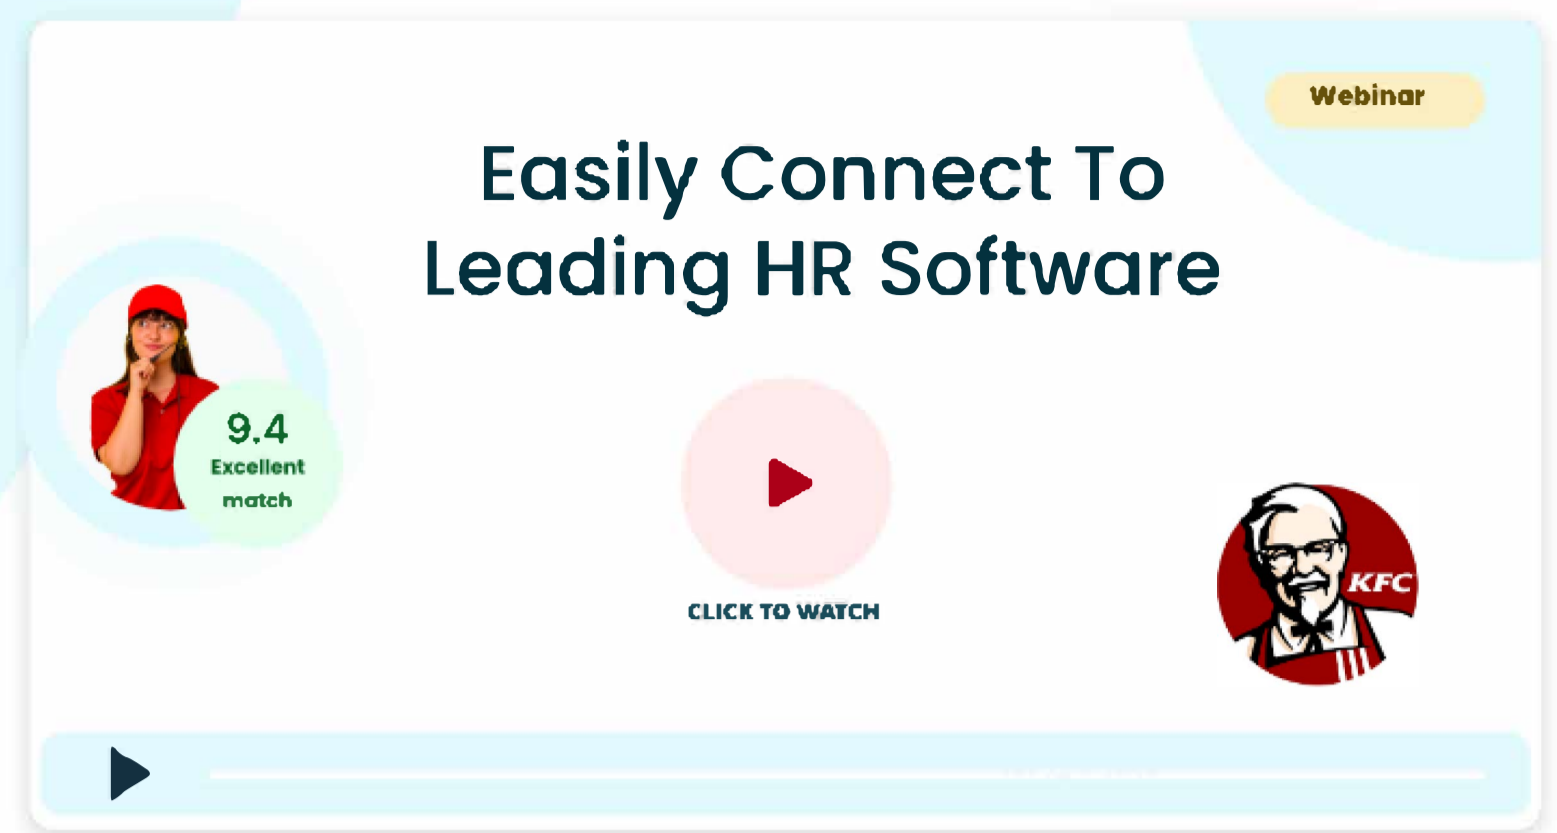 Webinar
Easily Connect To
Leading HR Software
9.4
Excellent
match
CLICK TO WATCH
KFC